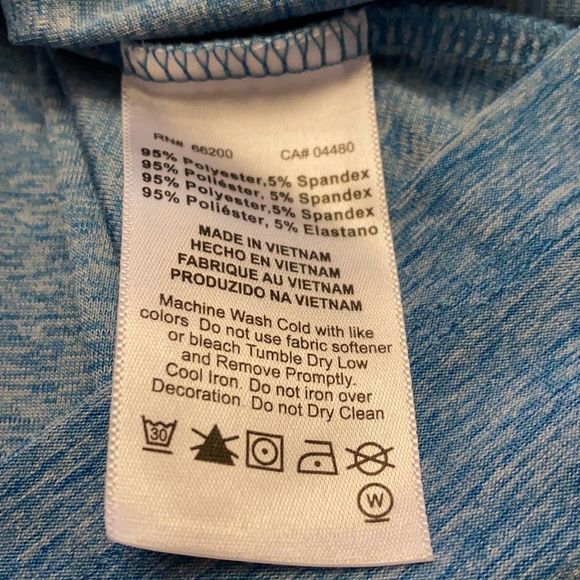 RN# 66200 CA# 04480
95% Polyester,5% Spandex
95% Poliéster, 5% Spandex
95% Polyester,5% Spandex
95% Poliéster, 5% Elastano
MADE IN VIETNAM
HECHO EN VIETNAM
FABRIQUE AU VIETNAM
PRODUZIDO NA VIETNAM
Machine Wash Cold with like
colors Do not use fabric softener
or bleach Tumble Dry Low
and Remove Promptly.
Cool Iron. Do not iron over
Decoration. Do not Dry Clean
30
W